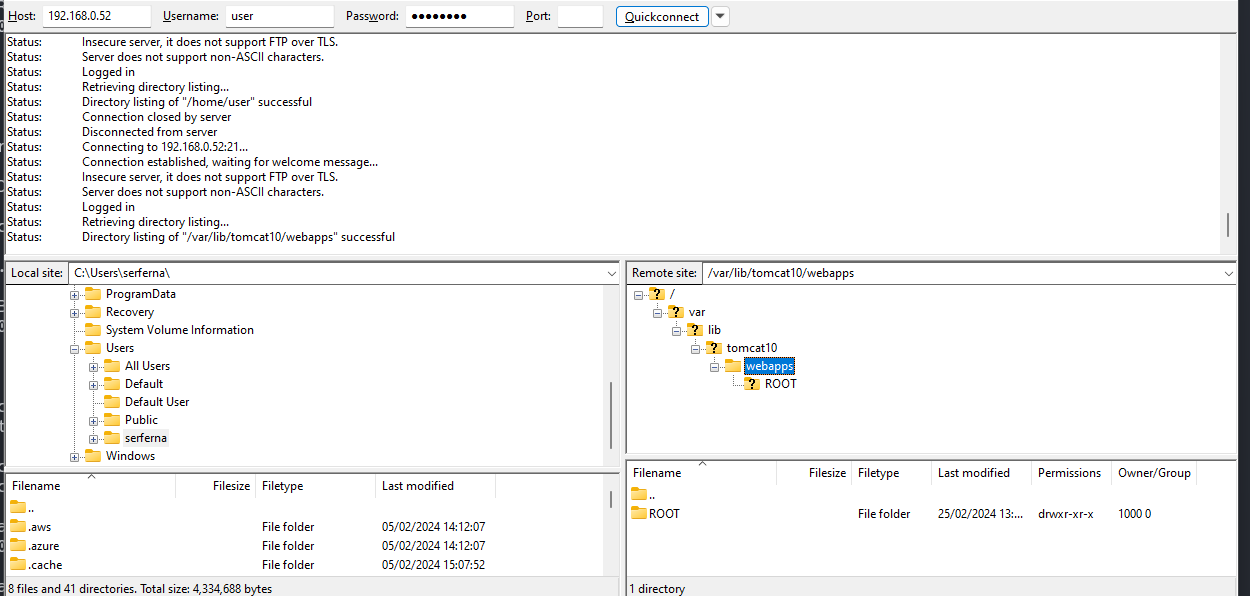 Host: 192.168.0.52 Username: user Password: ●●●●●●●● Port: Quickconnect
Status: Insecure server, it does not support FTP over TLS.
Status: Server does not support non-ASCII characters.
Status: Logged in
Status: Retrieving directory listing...
Status: Directory listing of "/home/user" successful
Status: Connection closed by server
Status: Disconnected from server
Status: Connecting to 192.168.0.52:21...
Status: Connection established, waiting for welcome message...
Status: Insecure server, it does not support FTP over TLS.
Status: Server does not support non-ASCII characters.
Status: Logged in
Status: Retrieving directory listing...
Status: Directory listing of "/var/lib/tomcat10/webapps" successful
Local site: C:\Users\serferna\
ProgramData
Recovery
System Volume Information
Users
All Users
Default
Default User
Public
serferna
Windows
Filename Filesize Filetype Last modified
..
.aws File folder 05/02/2024 14:12:07
.azure File folder 05/02/2024 14:12:07
.cache File folder 05/02/2024 15:07:52
8 files and 41 directories. Total size: 4,334,688 bytes
Remote site: /var/lib/tomcat10/webapps
/
var
lib
tomcat10
webapps
ROOT
Filename Filesize Filetype Last modified Permissions Owner/Group
..
ROOT File folder 25/02/2024 13:... drwxr-xr-x 1000 0
1 directory